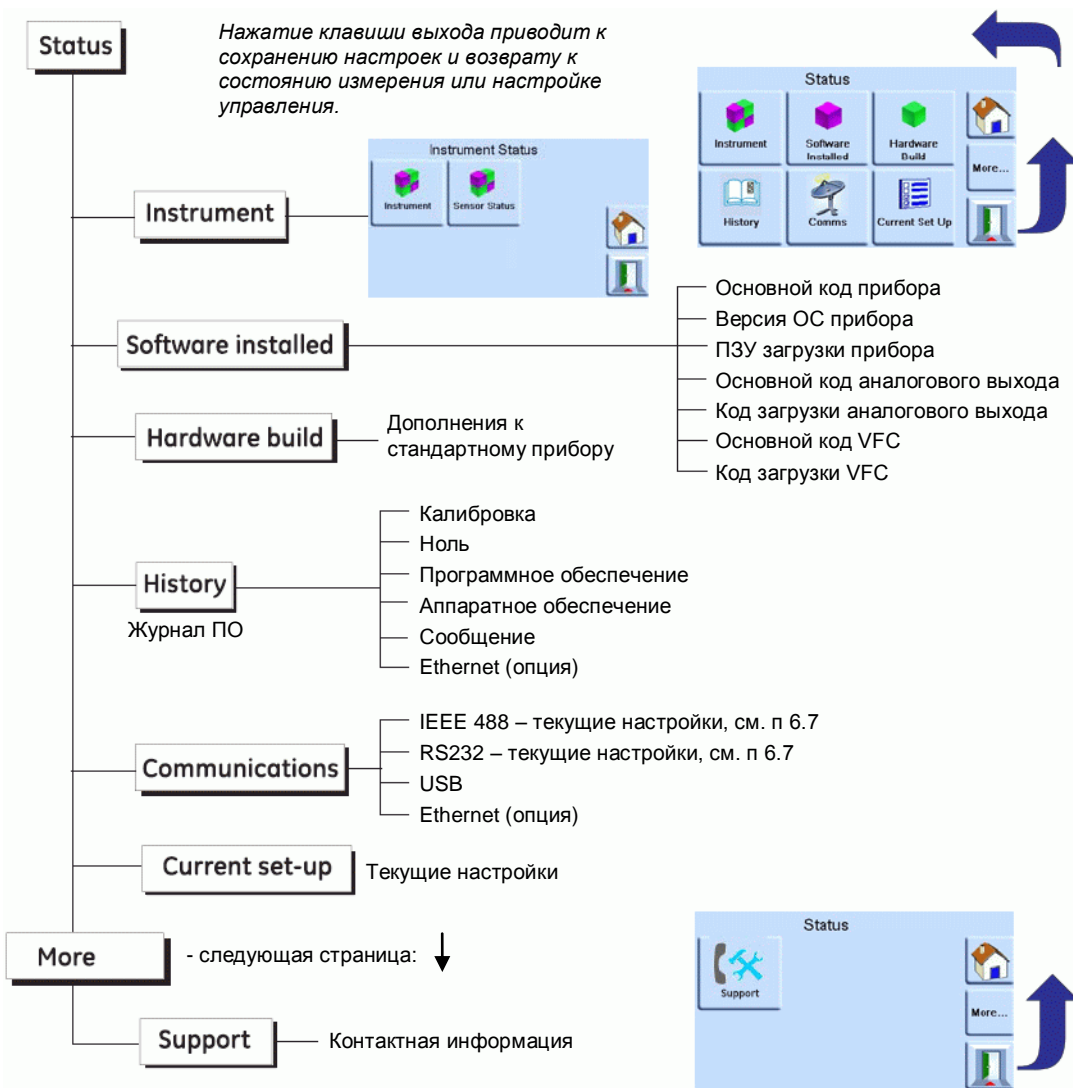 Status
Нажатие клавиши выхода приводит к
сохранению настроек и возврату к
состоянию измерения или настройке
управления.
Status
Instrument
Software
Installed
Hardware
Build
More...
History
Comms
Current Set Up
Instrument
Instrument Status
Instrument
Sensor Status
Software installed
Основной код прибора
Версия ОС прибора
ПЗУ загрузки прибора
Основной код аналогового выхода
Код загрузки аналогового выхода
Основной код VFC
Код загрузки VFC
Hardware build
Дополнения к
стандартному прибору
History
Журнал ПО
Калибровка
Ноль
Программное обеспечение
Аппаратное обеспечение
Сообщение
Ethernet (опция)
Communications
IEEE 488 – текущие настройки, см. п 6.7
RS232 – текущие настройки, см. п 6.7
USB
Ethernet (опция)
Current set-up
Текущие настройки
More
- следующая страница:
Status
Support
More...
Support
Контактная информация